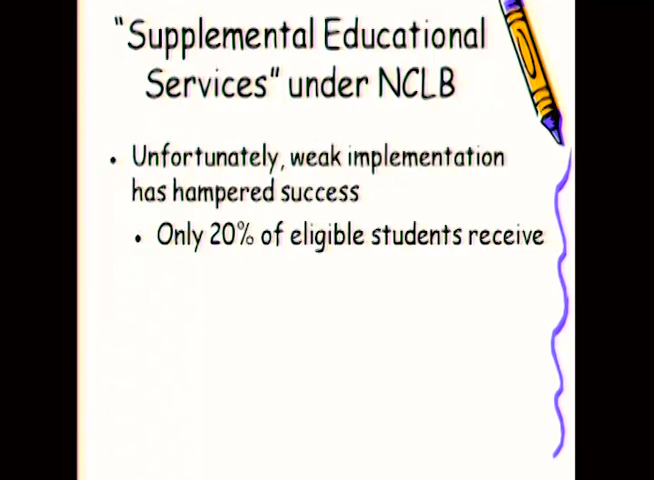 “Supplemental Educational
Services” under NCLB
• Unfortunately, weak implementation
has hampered success
• Only 20% of eligible students receive